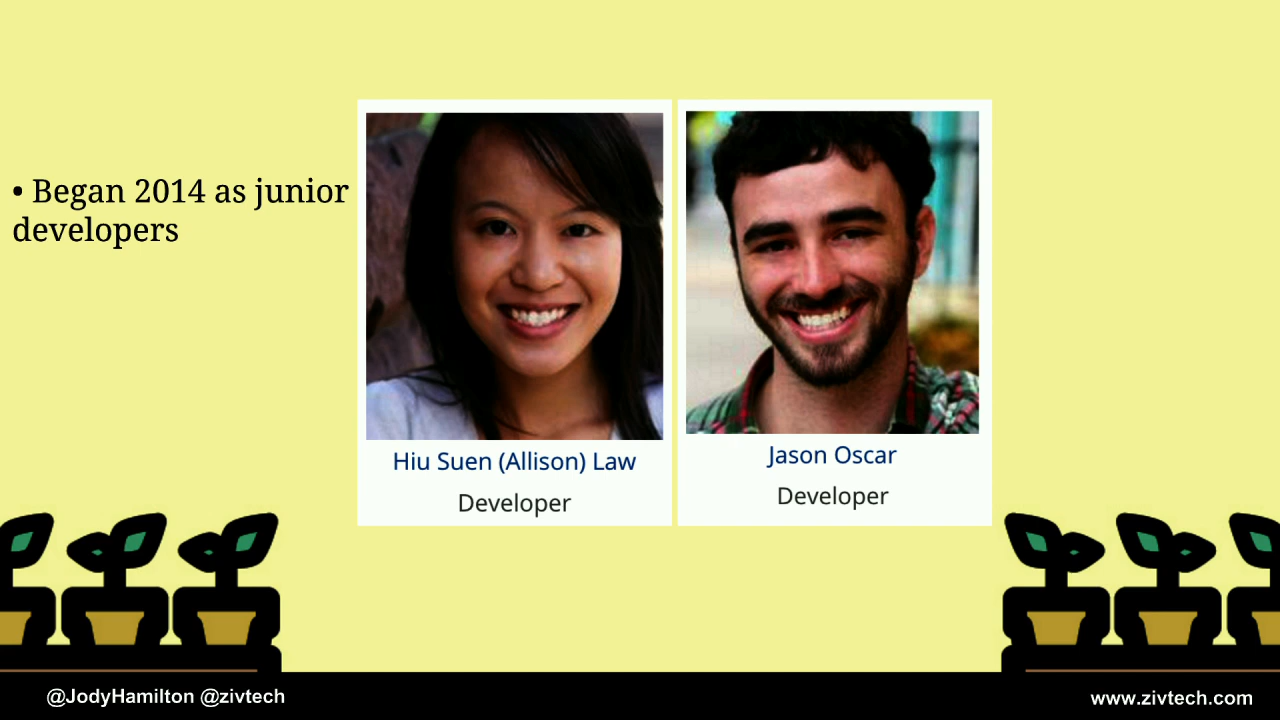 • Began 2014 as junior
developers
Hiu Suen (Allison) Law
Developer
Jason Oscar
Developer
@JodyHamilton @zivtech
www.zivtech.com